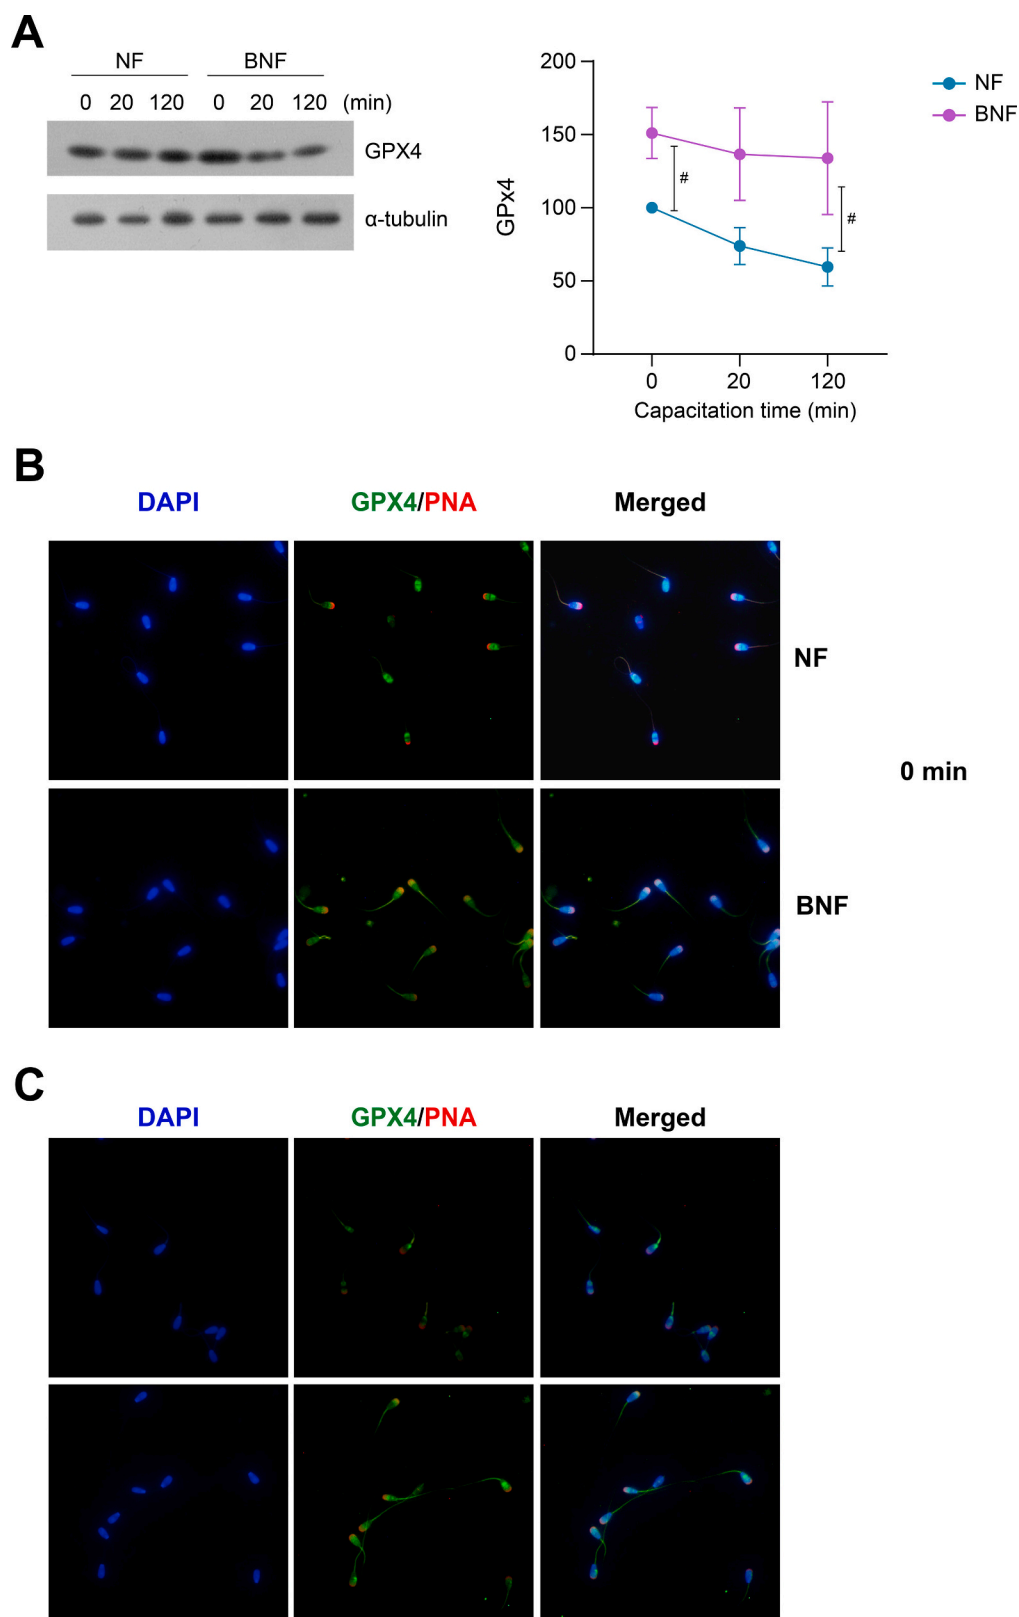 A
NF BNF
0 20 120 0 20 120 (min)
GPX4
α-tubulin
200
150
100
50
0
GPx4
#
#
0 20 120
Capacitation time (min)
NF
BNF
B
DAPI GPX4/PNA Merged
NF
0 min
BNF
C
DAPI GPX4/PNA Merged